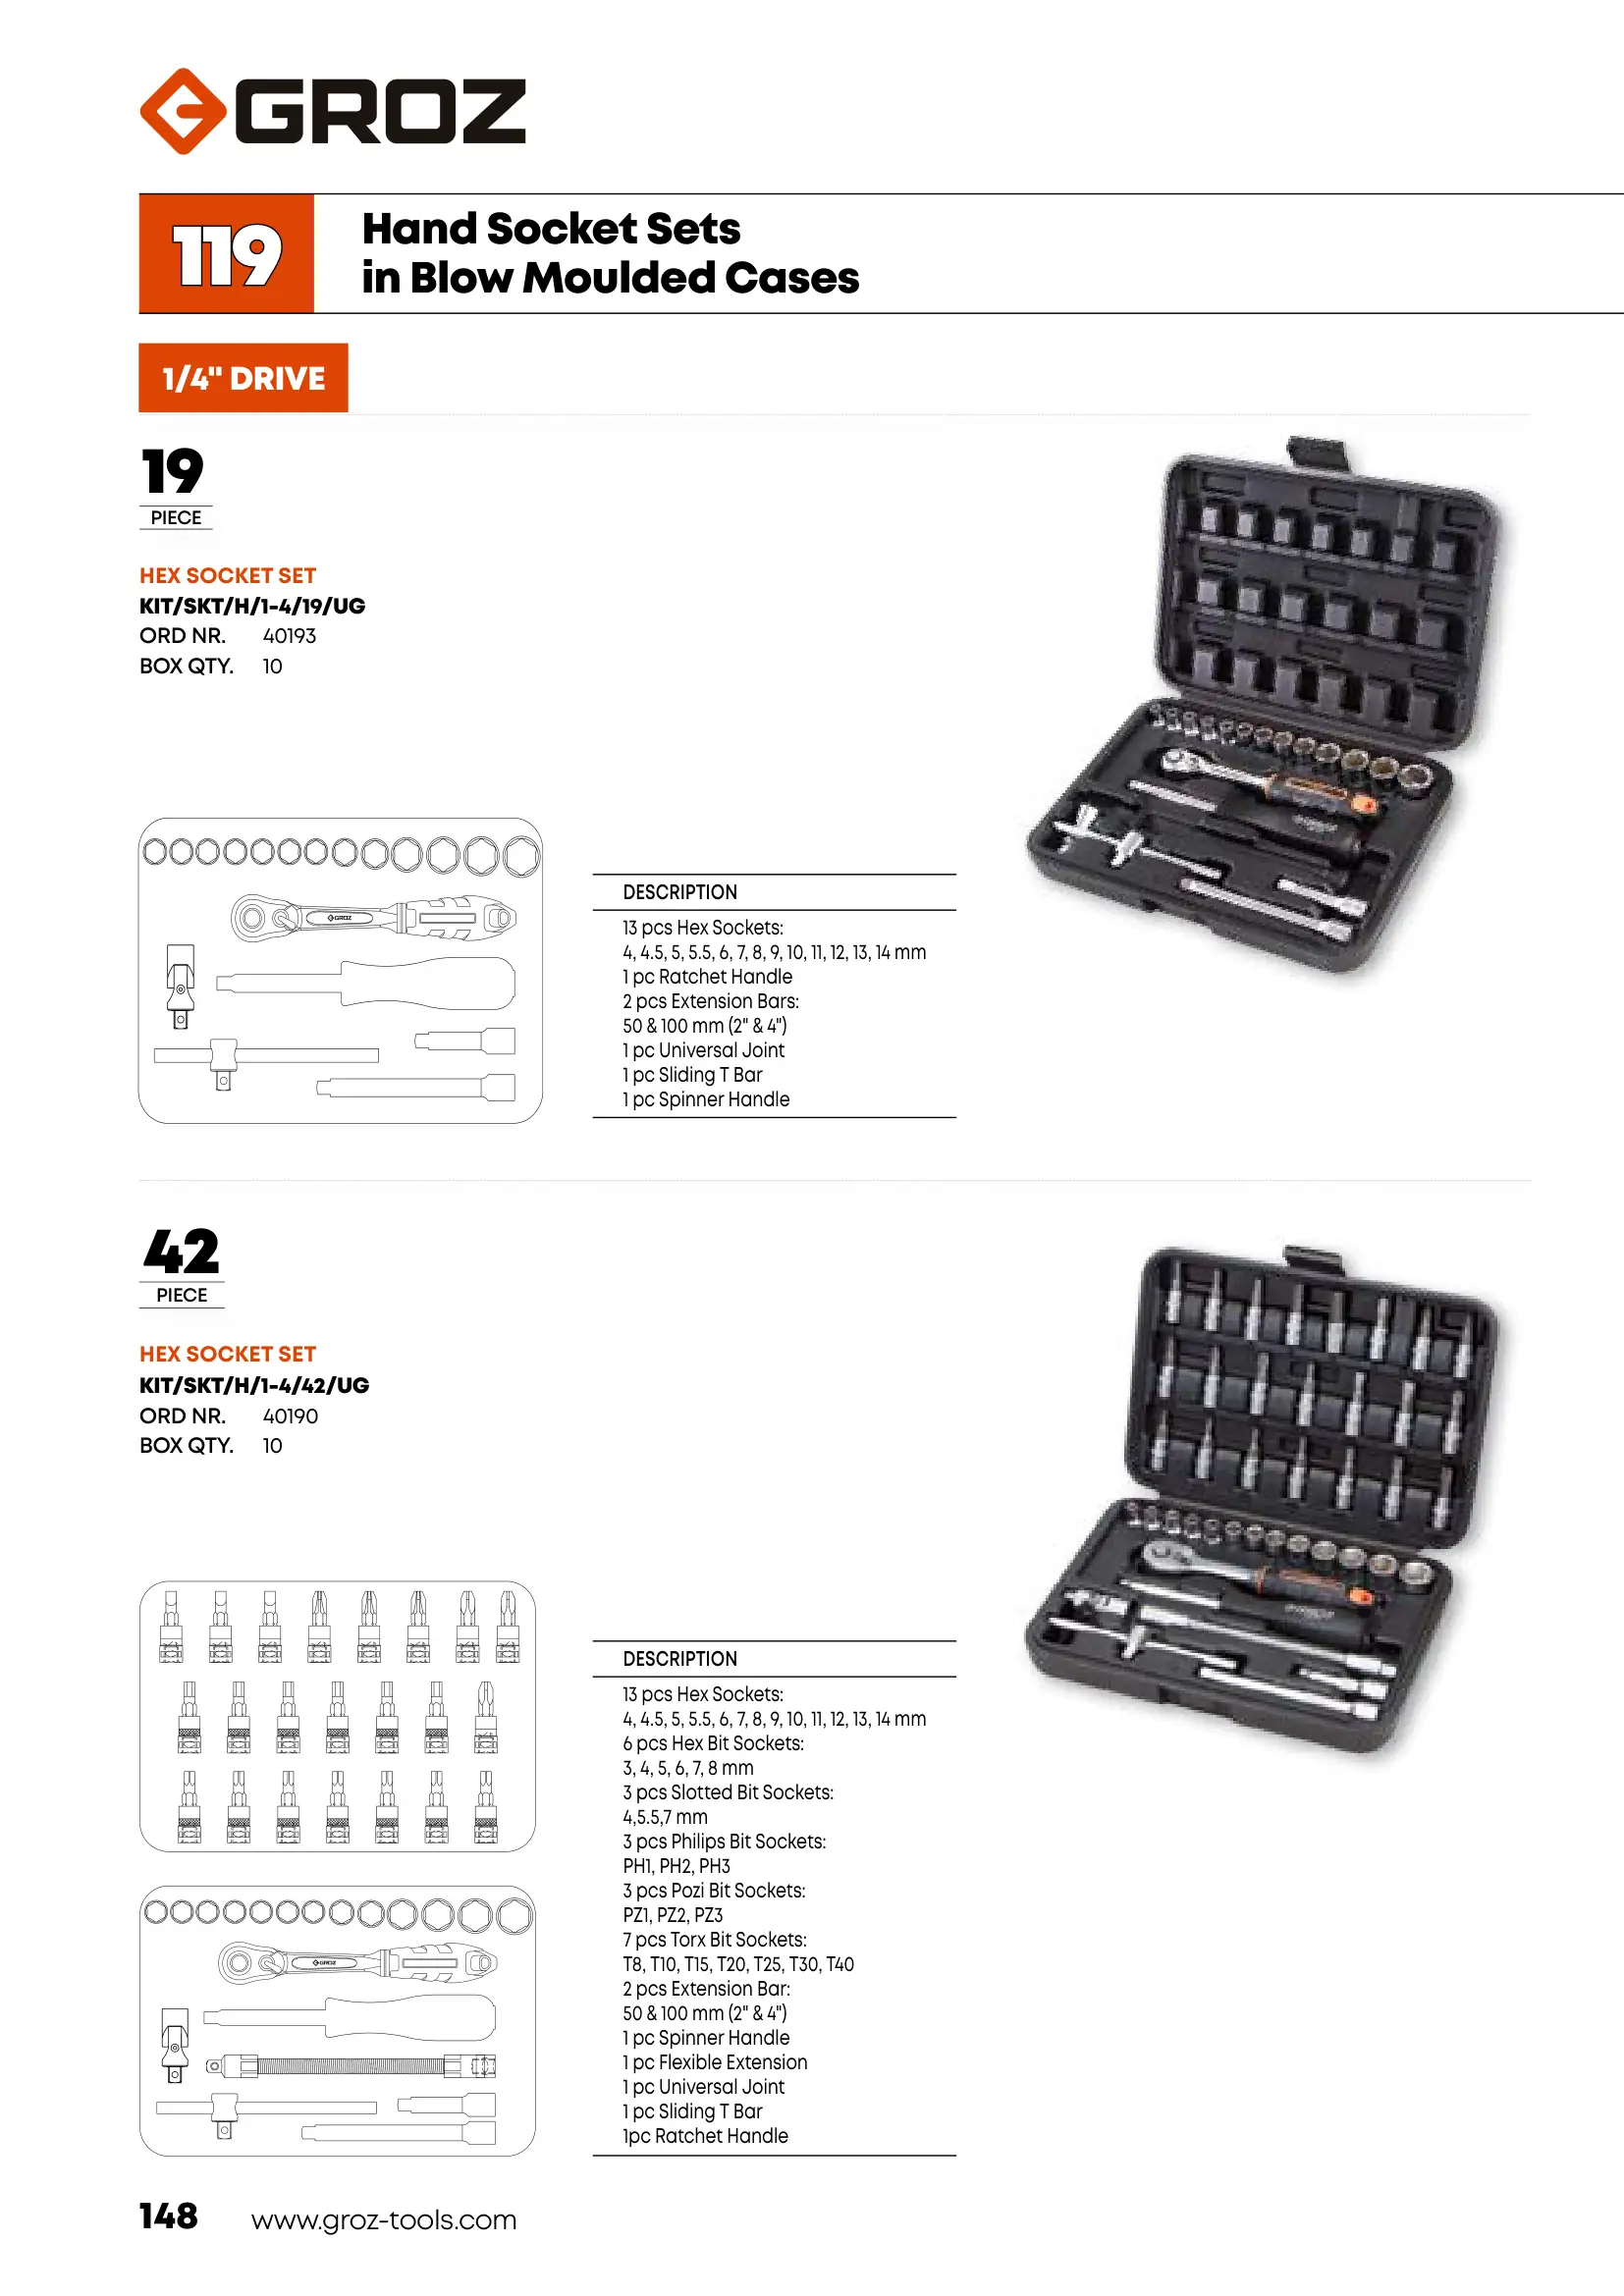 GROZ
119
Hand Socket Sets
in Blow Moulded Cases
1/4" DRIVE
19
PIECE
HEX SOCKET SET
KIT/SKT/H/1-4/19/UG
ORD NR. 40193
BOX QTY. 10
GROZ
DESCRIPTION
13 pcs Hex Sockets:
4, 4.5, 5, 5.5, 6, 7, 8, 9, 10, 11, 12, 13, 14 mm
1 pc Ratchet Handle
2 pcs Extension Bars:
50 & 100 mm (2" & 4")
1 pc Universal Joint
1 pc Sliding T Bar
1 pc Spinner Handle
42
PIECE
HEX SOCKET SET
KIT/SKT/H/1-4/42/UG
ORD NR. 40190
BOX QTY. 10
GROZ
DESCRIPTION
13 pcs Hex Sockets:
4, 4.5, 5, 5.5, 6, 7, 8, 9, 10, 11, 12, 13, 14 mm
6 pcs Hex Bit Sockets:
3, 4, 5, 6, 7, 8 mm
3 pcs Slotted Bit Sockets:
4,5.5,7 mm
3 pcs Philips Bit Sockets:
PH1, PH2, PH3
3 pcs Pozi Bit Sockets:
PZ1, PZ2, PZ3
7 pcs Torx Bit Sockets:
T8, T10, T15, T20, T25, T30, T40
2 pcs Extension Bar:
50 & 100 mm (2" & 4")
1 pc Spinner Handle
1 pc Flexible Extension
1 pc Universal Joint
1 pc Sliding T Bar
1pc Ratchet Handle
148 www.groz-tools.com